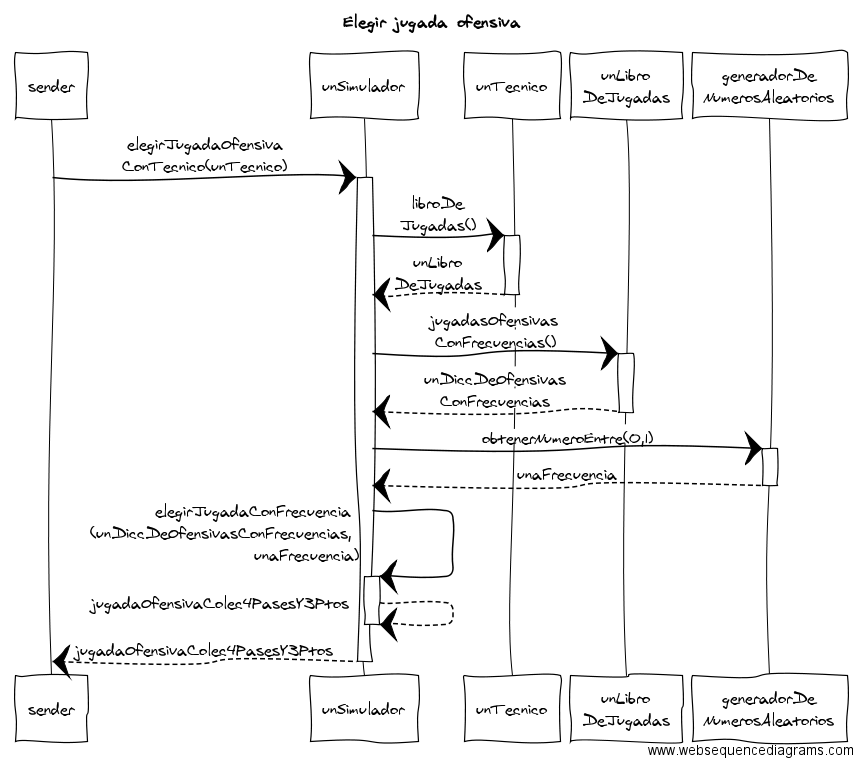 Elegir jugada ofensiva
sender
unSimulador
unTecnico
unLibro
DeJugadas
generadorDe
NumerosAleatorios
elegirJugadaOfensiva
ConTecnico(unTecnico)
libroDe
Jugadas()
unLibro
DeJugadas
jugadasOfensivas
ConFrecuencias()
unDiccDeOfensivas
ConFrecuencias
obtenerNumeroEntre(0,1)
unaFrecuencia
elegirJugadaConFrecuencia
(unDiccDeOfensivasConFrecuencias,
unaFrecuencia)
jugadaOfensivaColec4PasesY3Ptos
jugadaOfensivaColec4PasesY3Ptos
sender
unSimulador
unTecnico
unLibro
DeJugadas
generadorDe
NumerosAleatorios
www.websequencediagrams.com